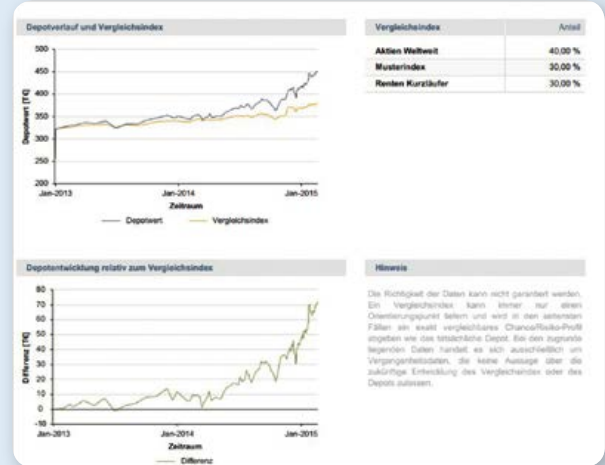 Depotverlauf und Vergleichsindex
500
450
400
350
300
250
200
Depotwert [T€]
Jan-2013 Jan-2014 Jan-2015
Zeitraum
Depotwert Vergleichsindex
Vergleichsindex Anteil
Aktien Weltweit 40,00 %
Musterindex 30,00 %
Renten Kurzläufer 30,00 %
Depotentwicklung relativ zum Vergleichsindex
80
70
60
50
40
30
20
10
0
-10
Differenz [T€]
Jan-2013 Jan-2014 Jan-2015
Zeitraum
Differenz
Hinweis
Die Richtigkeit der Daten kann nicht garantiert werden.
Ein Vergleichsindex kann immer nur einen
Orientierungspunkt liefern und wird in den seltensten
Fällen ein exakt vergleichbares Chance/Risiko-Profil
abgeben wie das tatsächliche Depot. Bei den zugrunde
liegenden Daten handelt es sich ausschließlich um
Vergangenheitsdaten, die keine Aussage über die
zukünftige Entwicklung des Vergleichsindex oder des
Depots zulassen.